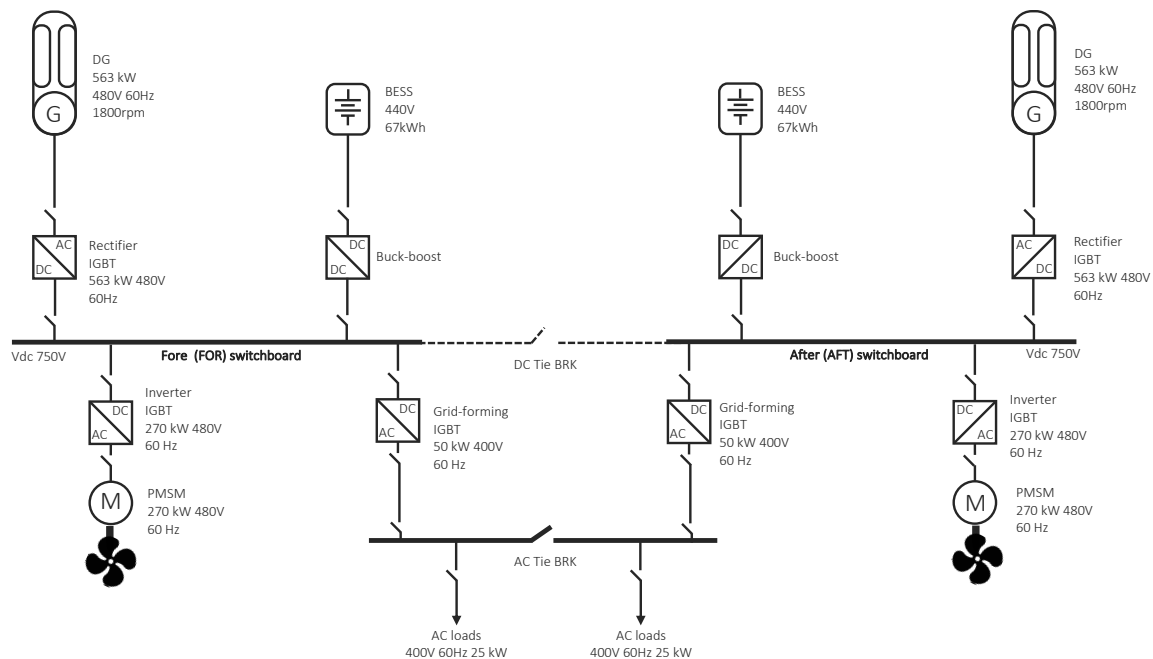 DG
563 kW
480V 60Hz
1800rpm
G
BESS
440V
67kWh
BESS
440V
67kWh
DG
563 kW
480V 60Hz
1800rpm
G
AC
DC
Rectifier
IGBT
563 kW 480V
60Hz
DC
DC
Buck-boost
DC
DC
Buck-boost
AC
DC
Rectifier
IGBT
563 kW 480V
60Hz
Vdc 750V
Fore (FOR) switchboard
DC Tie BRK
After (AFT) switchboard
Vdc 750V
DC
AC
Inverter
IGBT
270 kW 480V
60 Hz
DC
AC
Grid-forming
IGBT
50 kW 400V
60 Hz
DC
AC
Grid-forming
IGBT
50 kW 400V
60 Hz
DC
AC
Inverter
IGBT
270 kW 480V
60 Hz
M
PMSM
270 kW 480V
60 Hz
M
PMSM
270 kW 480V
60 Hz
AC Tie BRK
AC loads
400V 60Hz 25 kW
AC loads
400V 60Hz 25 kW